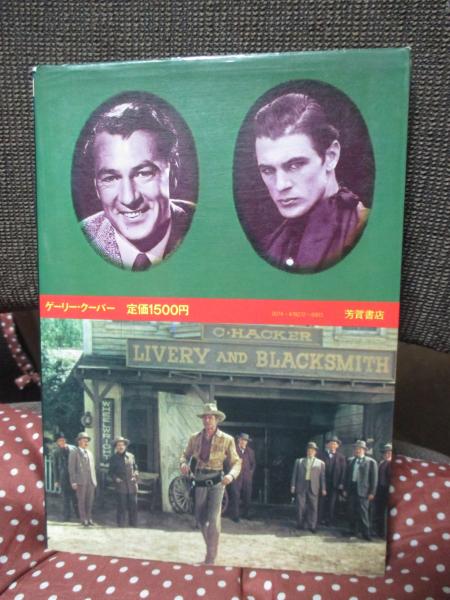 ゲーリー・クーパー 定価1500円
芳賀書店
C・HACKER
LIVERY AND BLACKSMITH
WHEELWRIGHT